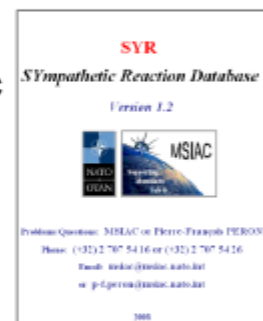 SYR
SYmpathetic Reaction Database
Version 1.2
NATO
OTAN
MSIAC
Problems/Questions: MSIAC or Pierre-François PERON
Phone: (+32) 2 707 54 16 or (+32) 2 707 54 26
Email: msiac@msiac.nato.int
or p-f.peron@msiac.nato.int